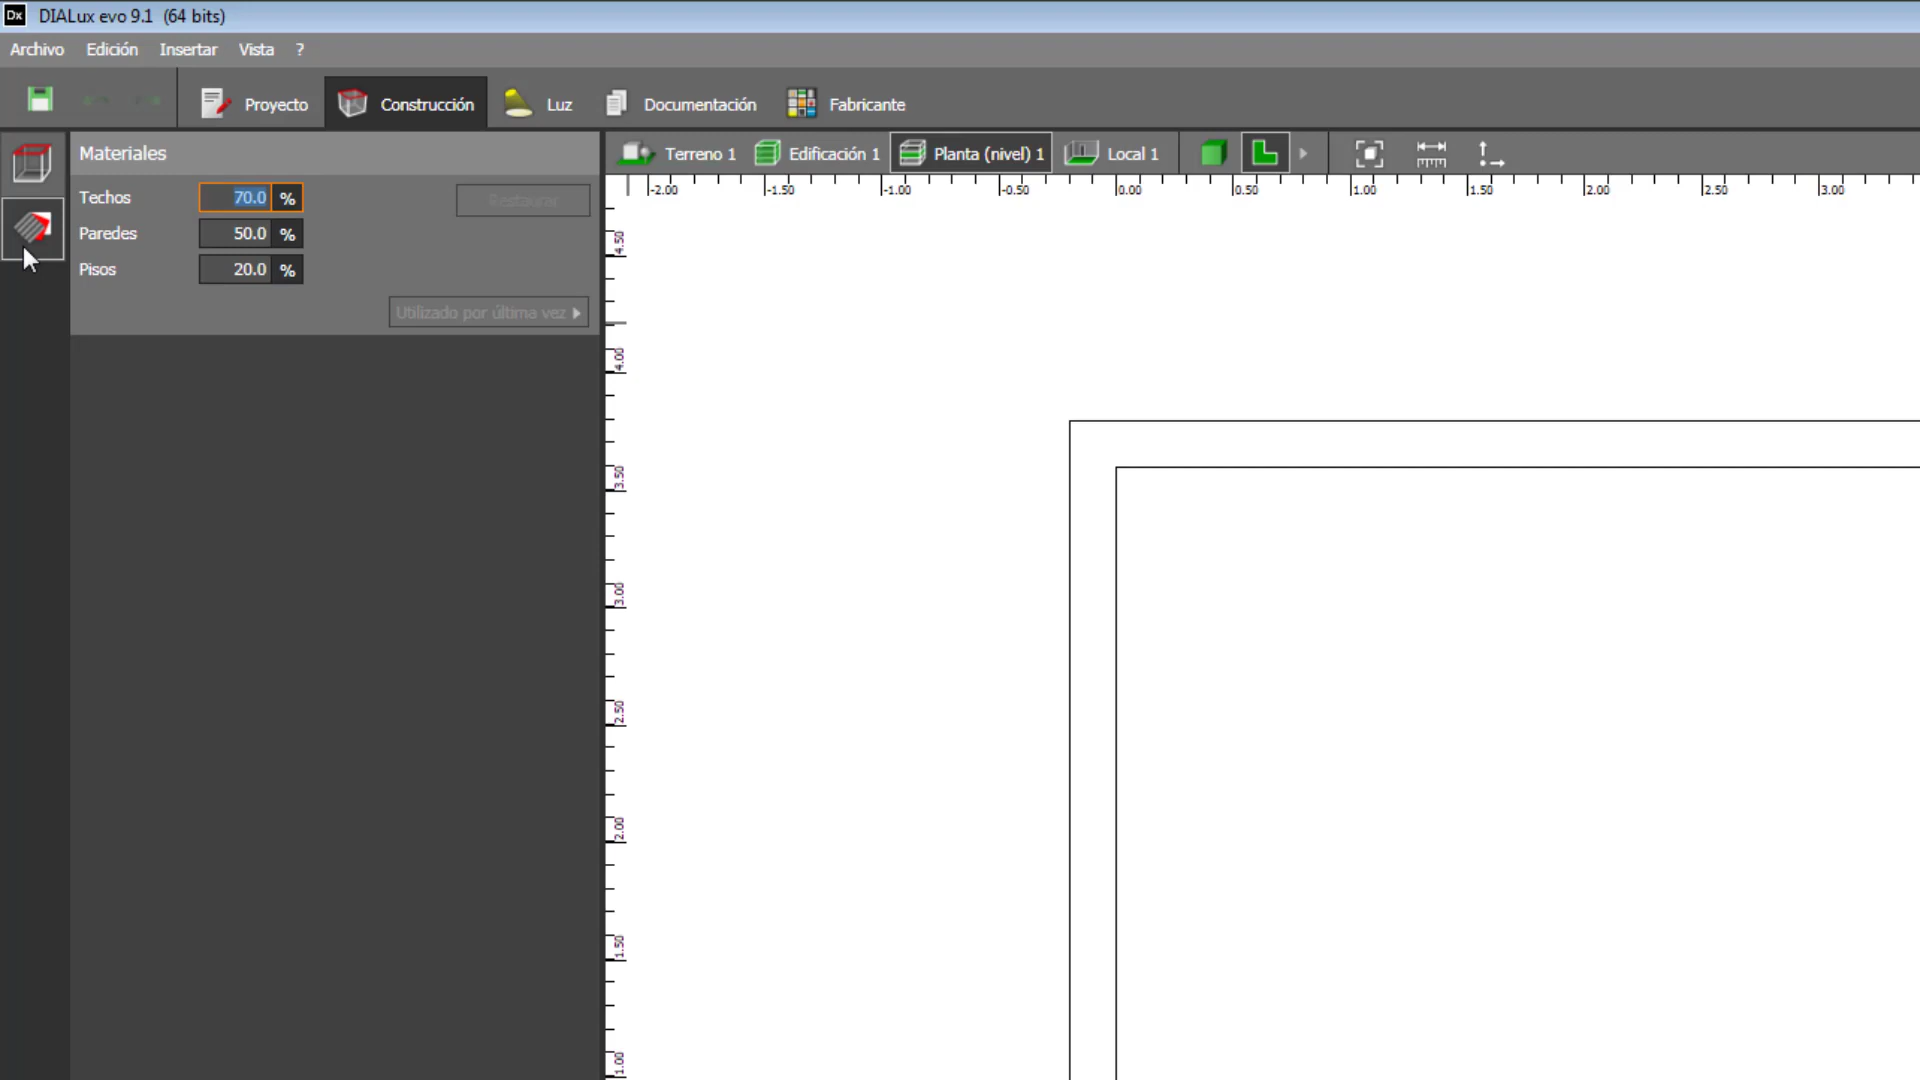 Dx DIALux evo 9.1 (64 bits)
Archivo Edición Insertar Vista ?
Proyecto Construcción Luz Documentación Fabricante
Materiales
Terreno 1 Edificación 1 Planta (nivel) 1 Local 1
-2.00 -1.50 -1.00 -0.50 0.00 0.50 1.00 1.50 2.00 2.50 3.00
Techos 70.0 % Restaurar
Paredes 50.0 %
Pisos 20.0 %
Utilizado por última vez
4.50
4.00
3.50
3.00
2.50
2.00
1.50
1.00